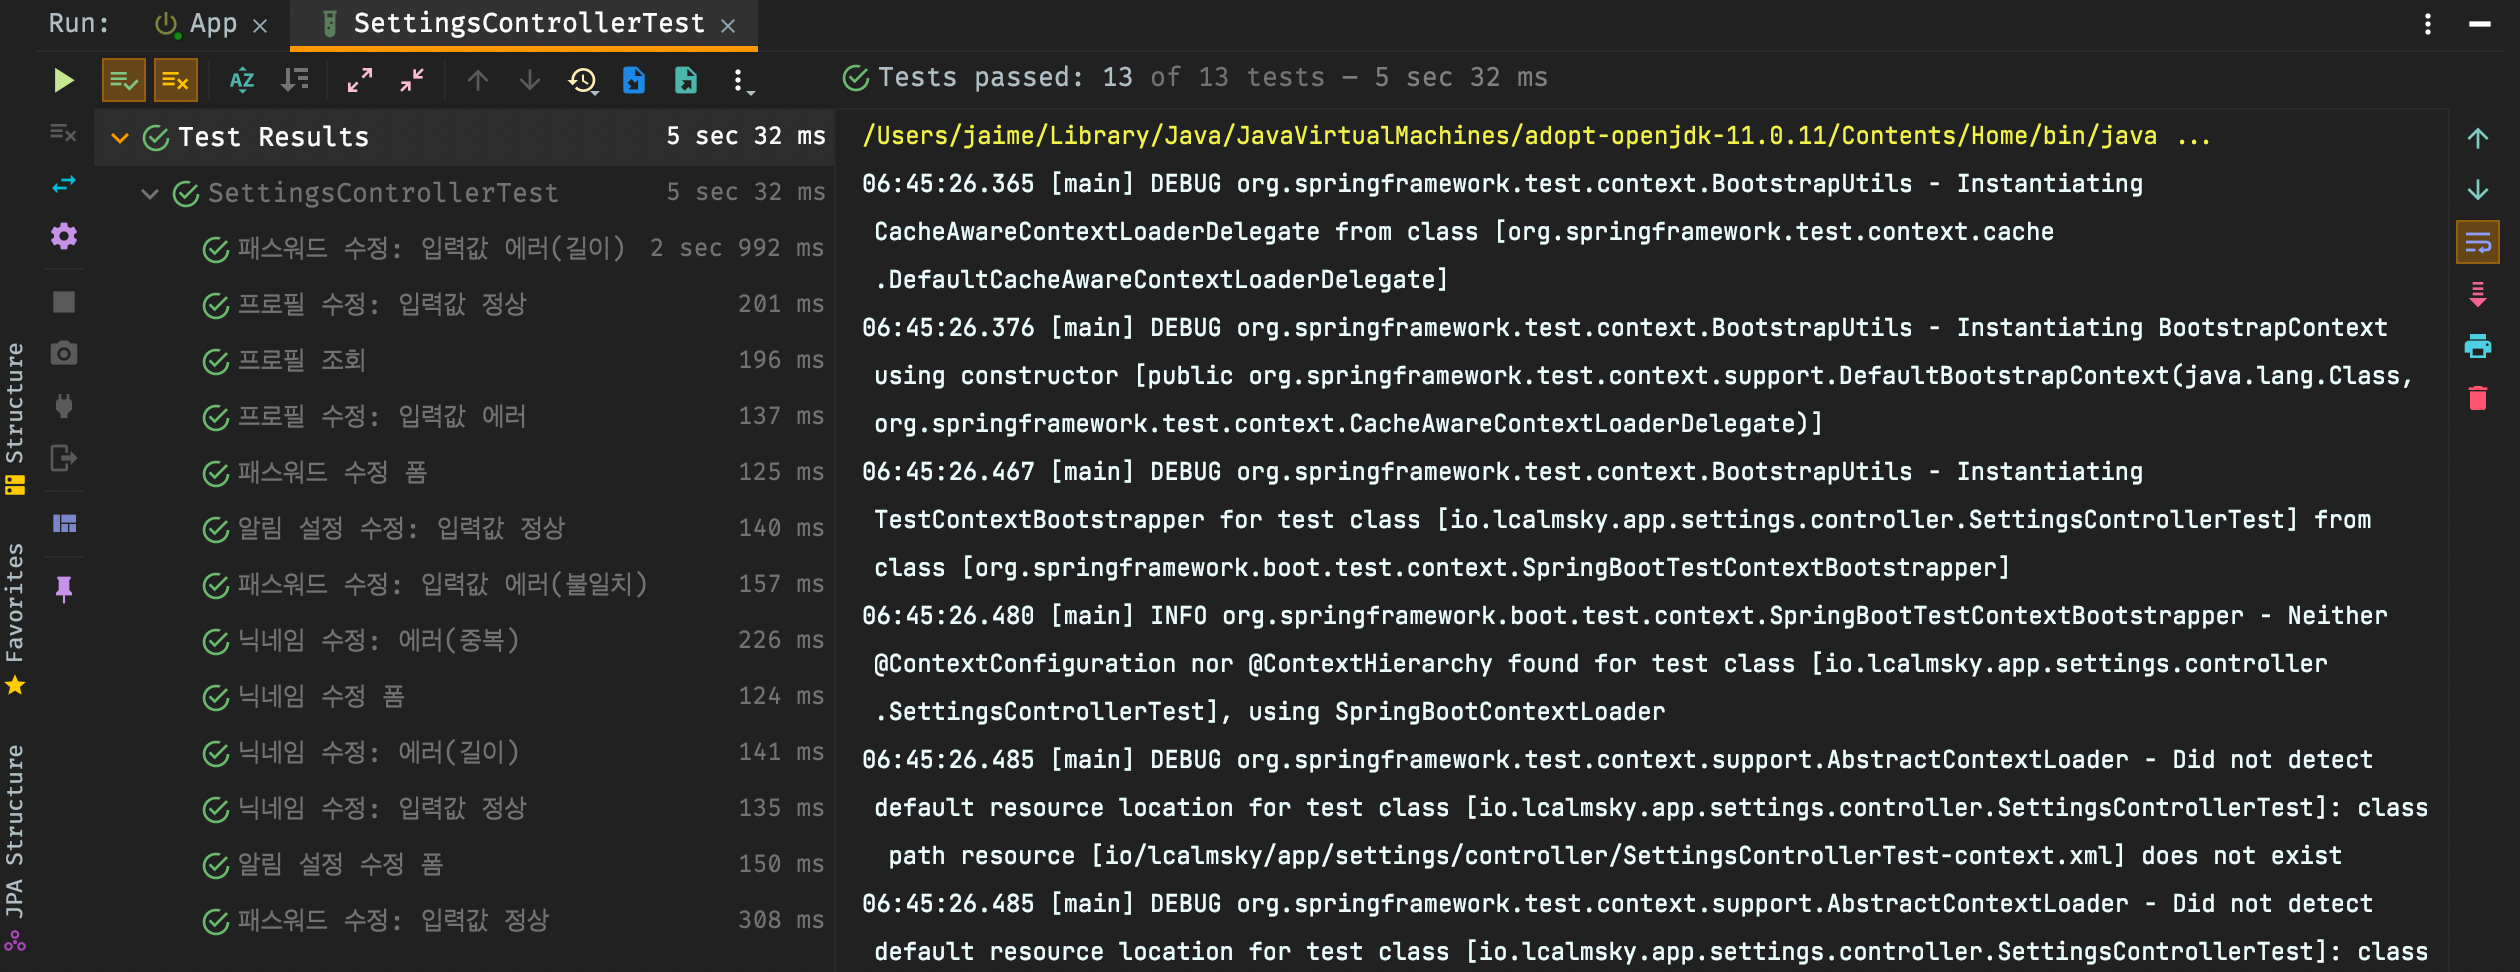 Run: App SettingsControllerTest
Tests passed: 13 of 13 tests – 5 sec 32 ms
Test Results 5 sec 32 ms
SettingsControllerTest 5 sec 32 ms
패스워드 수정: 입력값 에러(길이) 2 sec 992 ms
프로필 수정: 입력값 정상 201 ms
프로필 조회 196 ms
프로필 수정: 입력값 에러 137 ms
패스워드 수정 폼 125 ms
알림 설정 수정: 입력값 정상 140 ms
패스워드 수정: 입력값 에러(불일치) 157 ms
닉네임 수정: 에러(중복) 226 ms
닉네임 수정 폼 124 ms
닉네임 수정: 에러(길이) 141 ms
닉네임 수정: 입력값 정상 135 ms
알림 설정 수정 폼 150 ms
패스워드 수정: 입력값 정상 308 ms
/Users/jaime/Library/Java/JavaVirtualMachines/adopt-openjdk-11.0.11/Contents/Home/bin/java ...
06:45:26.365 [main] DEBUG org.springframework.test.context.BootstrapUtils - Instantiating
CacheAwareContextLoaderDelegate from class [org.springframework.test.context.cache
.DefaultCacheAwareContextLoaderDelegate]
06:45:26.376 [main] DEBUG org.springframework.test.context.BootstrapUtils - Instantiating BootstrapContext
using constructor [public org.springframework.test.context.support.DefaultBootstrapContext(java.lang.Class,
org.springframework.test.context.CacheAwareContextLoaderDelegate)]
06:45:26.467 [main] DEBUG org.springframework.test.context.BootstrapUtils - Instantiating
TestContextBootstrapper for test class [io.lcalmsky.app.settings.controller.SettingsControllerTest] from
class [org.springframework.boot.test.context.SpringBootTestContextBootstrapper]
06:45:26.480 [main] INFO org.springframework.boot.test.context.SpringBootTestContextBootstrapper - Neither
@ContextConfiguration nor @ContextHierarchy found for test class [io.lcalmsky.app.settings.controller
.SettingsControllerTest], using SpringBootContextLoader
06:45:26.485 [main] DEBUG org.springframework.test.context.support.AbstractContextLoader - Did not detect
default resource location for test class [io.lcalmsky.app.settings.controller.SettingsControllerTest]: class
path resource [io/lcalmsky/app/settings/controller/SettingsControllerTest-context.xml] does not exist
06:45:26.485 [main] DEBUG org.springframework.test.context.support.AbstractContextLoader - Did not detect
default resource location for test class [io.lcalmsky.app.settings.controller.SettingsControllerTest]: class
Structure
Favorites
JPA Structure